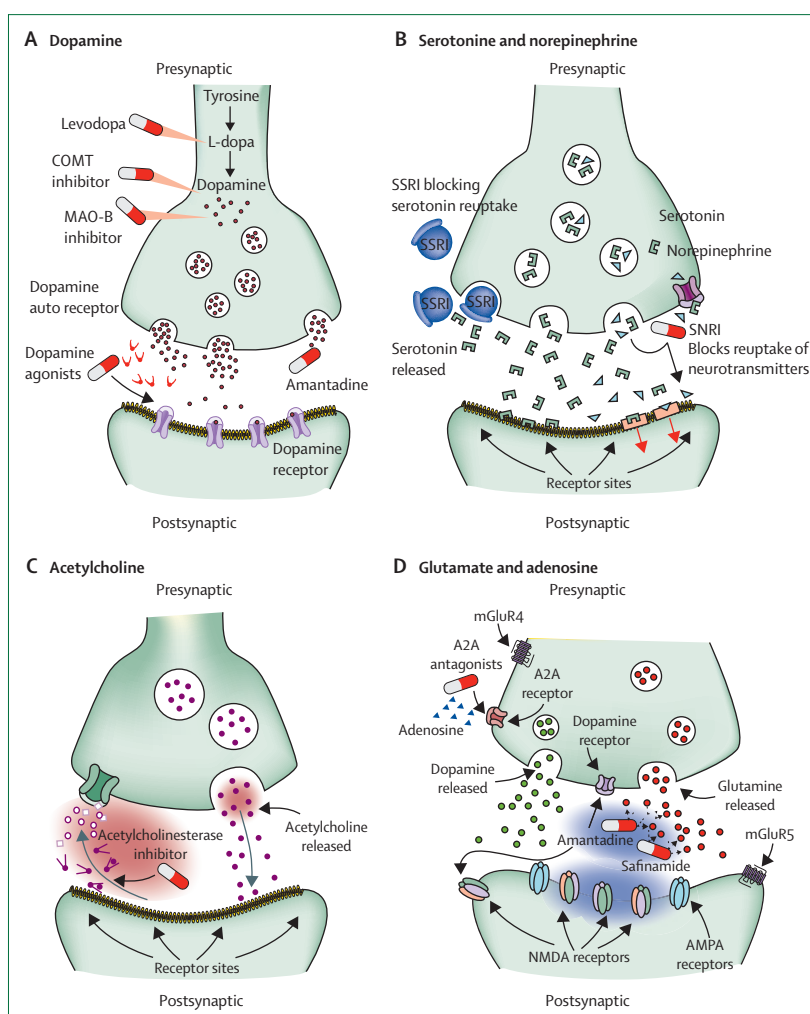 A Dopamine
Presynaptic
Tyrosine
Levodopa
L-dopa
COMT
inhibitor
Dopamine
MAO-B
inhibitor
Dopamine
auto receptor
Dopamine
agonists
Amantadine
Dopamine
receptor
Postsynaptic
B Serotonine and norepinephrine
Presynaptic
SSRI blocking
serotonin reuptake
Serotonin
Norepinephrine
SSRI
SSRI
SSRI
SNRI
Blocks reuptake of
neurotransmitters
Serotonin
released
Receptor sites
Postsynaptic
C Acetylcholine
Presynaptic
Acetylcholinesterase
inhibitor
Acetylcholine
released
Receptor sites
Postsynaptic
D Glutamate and adenosine
Presynaptic
mGluR4
A2A
antagonists
A2A
receptor
Adenosine
Dopamine
receptor
Dopamine
released
Glutamine
released
Amantadine
Safinamide
mGluR5
NMDA receptors
AMPA
receptors
Postsynaptic